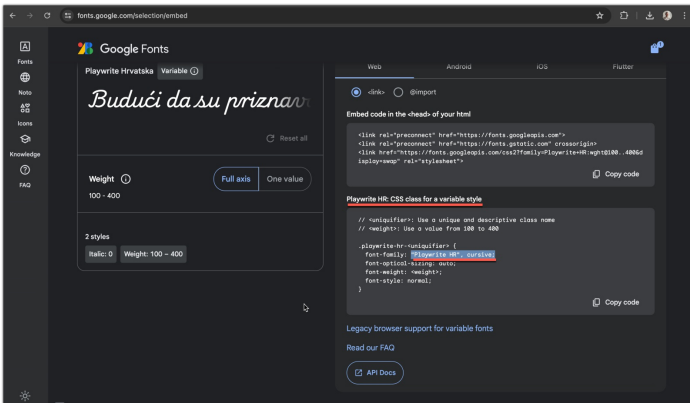 fonts.google.com/selection/embed
Google Fonts
Fonts
Noto
Icons
Knowledge
FAQ
Playwrite Hrvatska Variable
Budući da su priznanr
Reset all
Weight
100 - 400
Full axis One value
2 styles
Italic: 0 Weight: 100 ~ 400
Web Android iOS Flutter
<link> @import
Embed code in the <head> of your html
<link rel="preconnect" href="https://fonts.googleapis.com">
<link rel="preconnect" href="https://fonts.gstatic.com" crossorigin>
<link href="https://fonts.googleapis.com/css2?family=Playwrite+HR:wght@100..400&d
isplay=swap" rel="stylesheet">
Copy code
Playwrite HR: CSS class for a variable style
// <uniquifier>: Use a unique and descriptive class name
// <weight>: Use a value from 100 to 400
.playwrite-hr-<uniquifier> {
font-family: "Playwrite HR", cursive;
font-optical-sizing: auto;
font-weight: <weight>;
font-style: normal;
}
Copy code
Legacy browser support for variable fonts
Read our FAQ
API Docs